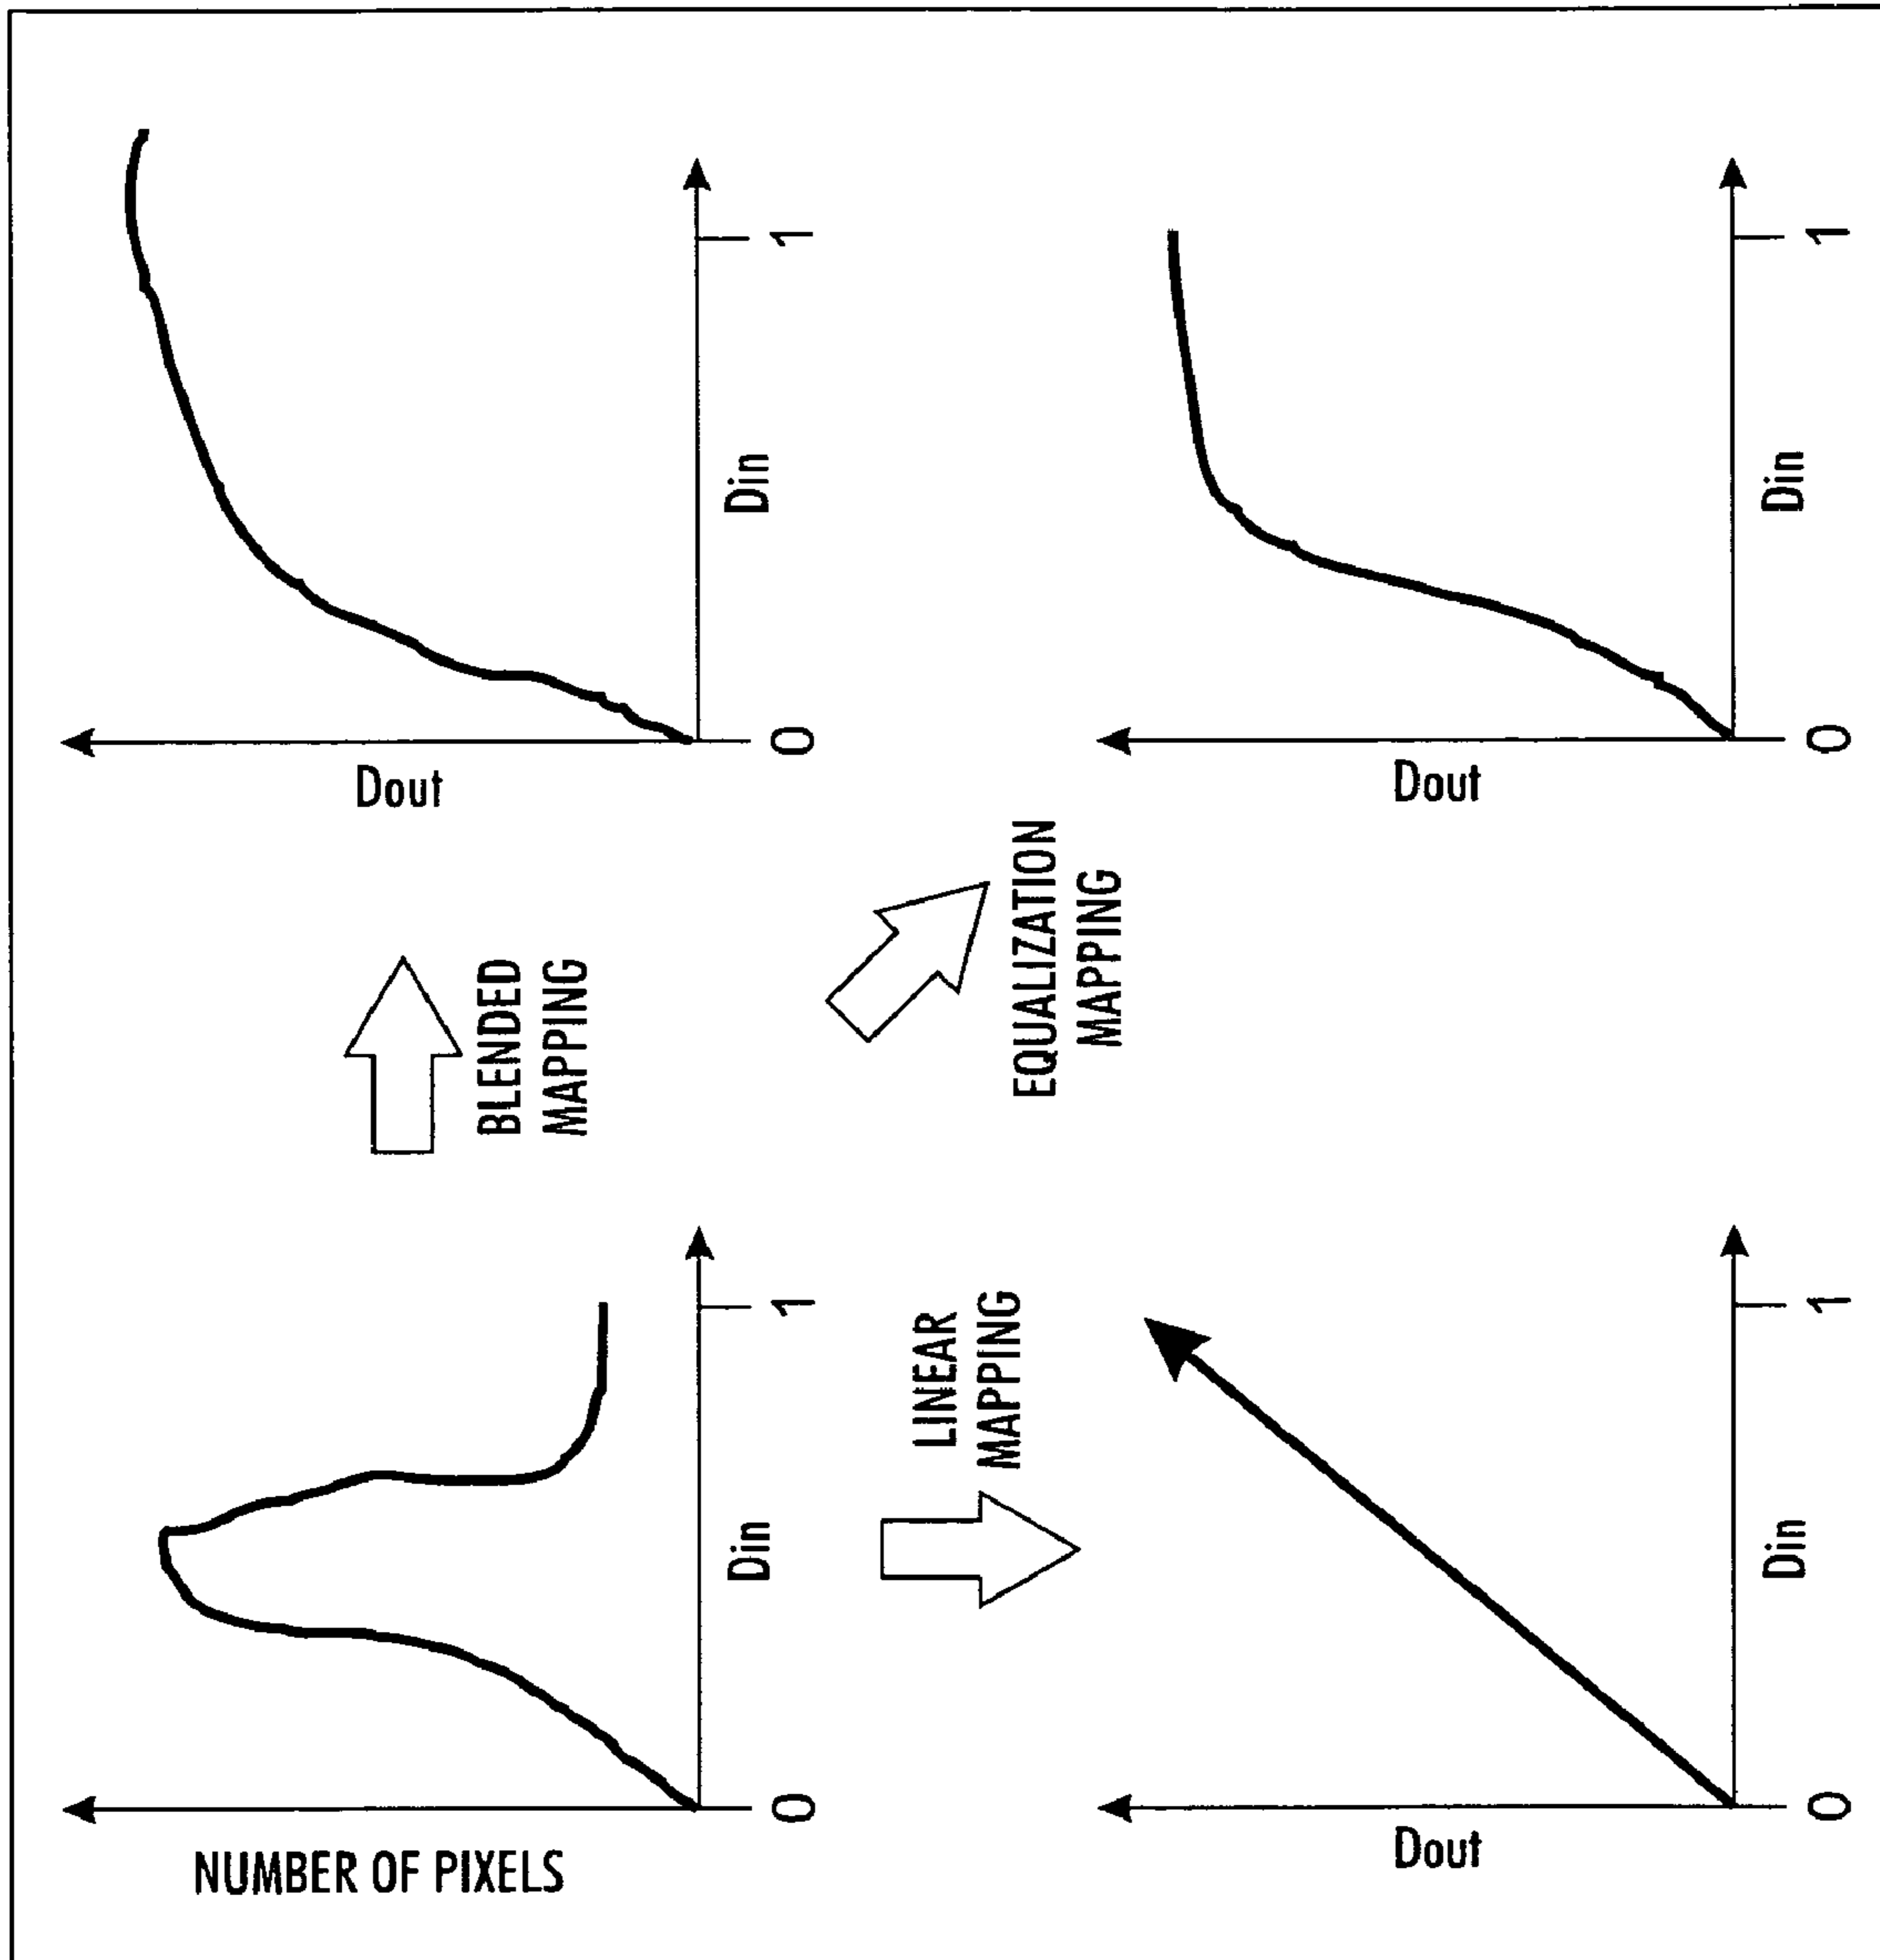 NUMBER OF PIXELS
0
Din
1
BLENDED
MAPPING
Dout
0
Din
1
LINEAR
MAPPING
EQUALIZATION
MAPPING
Dout
0
Din
1
Dout
0
Din
1